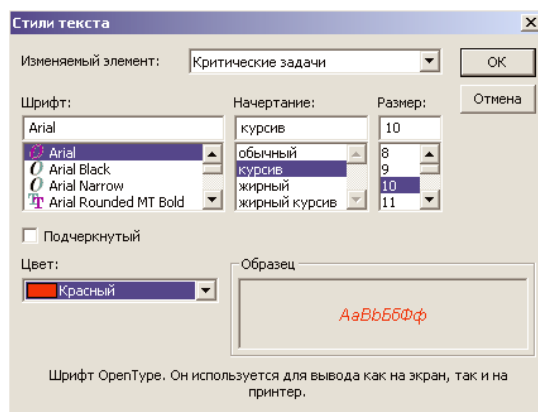 Стили текста
Изменяемый элемент: Критические задачи
OK
Шрифт: Начертание: Размер:
Отмена
Arial курсив 10
Arial обычный 8
Arial Black курсив 9
Arial Narrow жирный 10
Arial Rounded MT Bold жирный курсив 11
Подчеркнутый
Цвет: Образец
Красный
АаBbБбФф
Шрифт OpenType. Он используется для вывода как на экран, так и на
принтер.